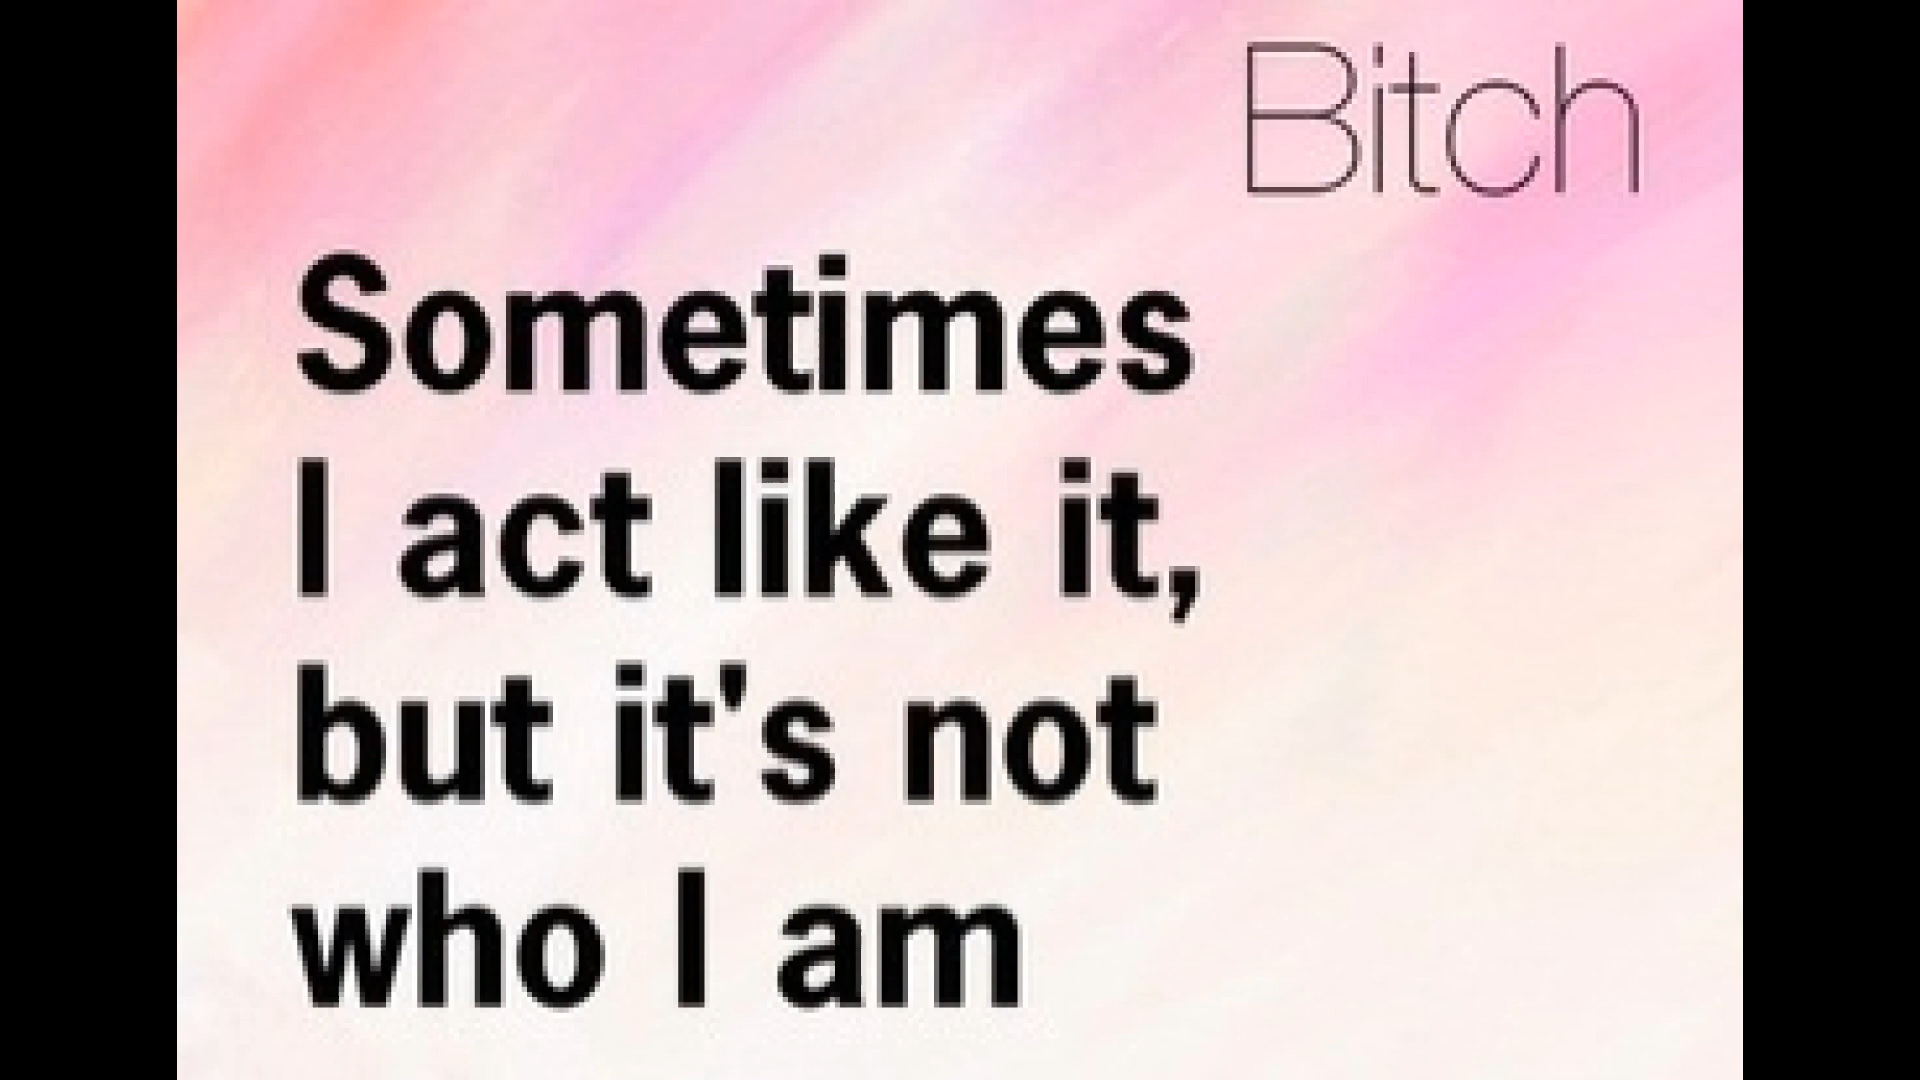 Bitch
Sometimes
I act like it,
but it's not
who I am